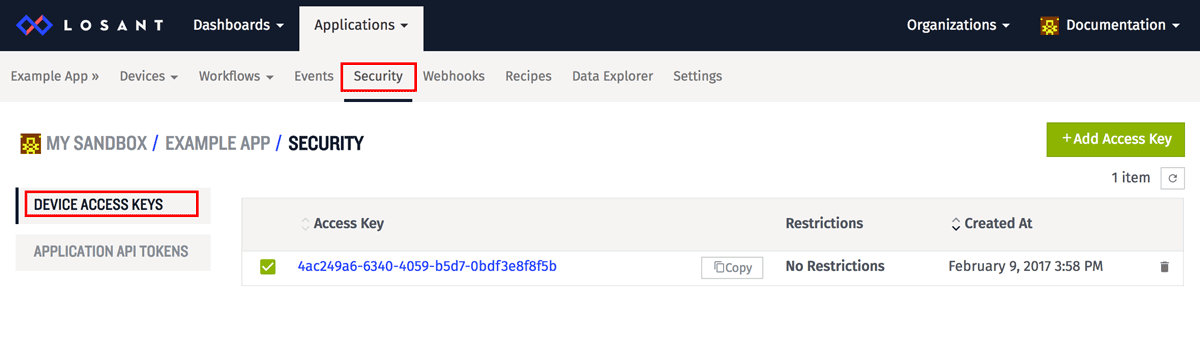 LOSANT Dashboards Applications Organizations Documentation
Example App » Devices Workflows Events Security Webhooks Recipes Data Explorer Settings
MY SANDBOX / EXAMPLE APP / SECURITY
+Add Access Key
1 item
DEVICE ACCESS KEYS
APPLICATION API TOKENS
Access Key Restrictions Created At
4ac249a6-6340-4059-b5d7-0bdf3e8f8f5b Copy No Restrictions February 9, 2017 3:58 PM